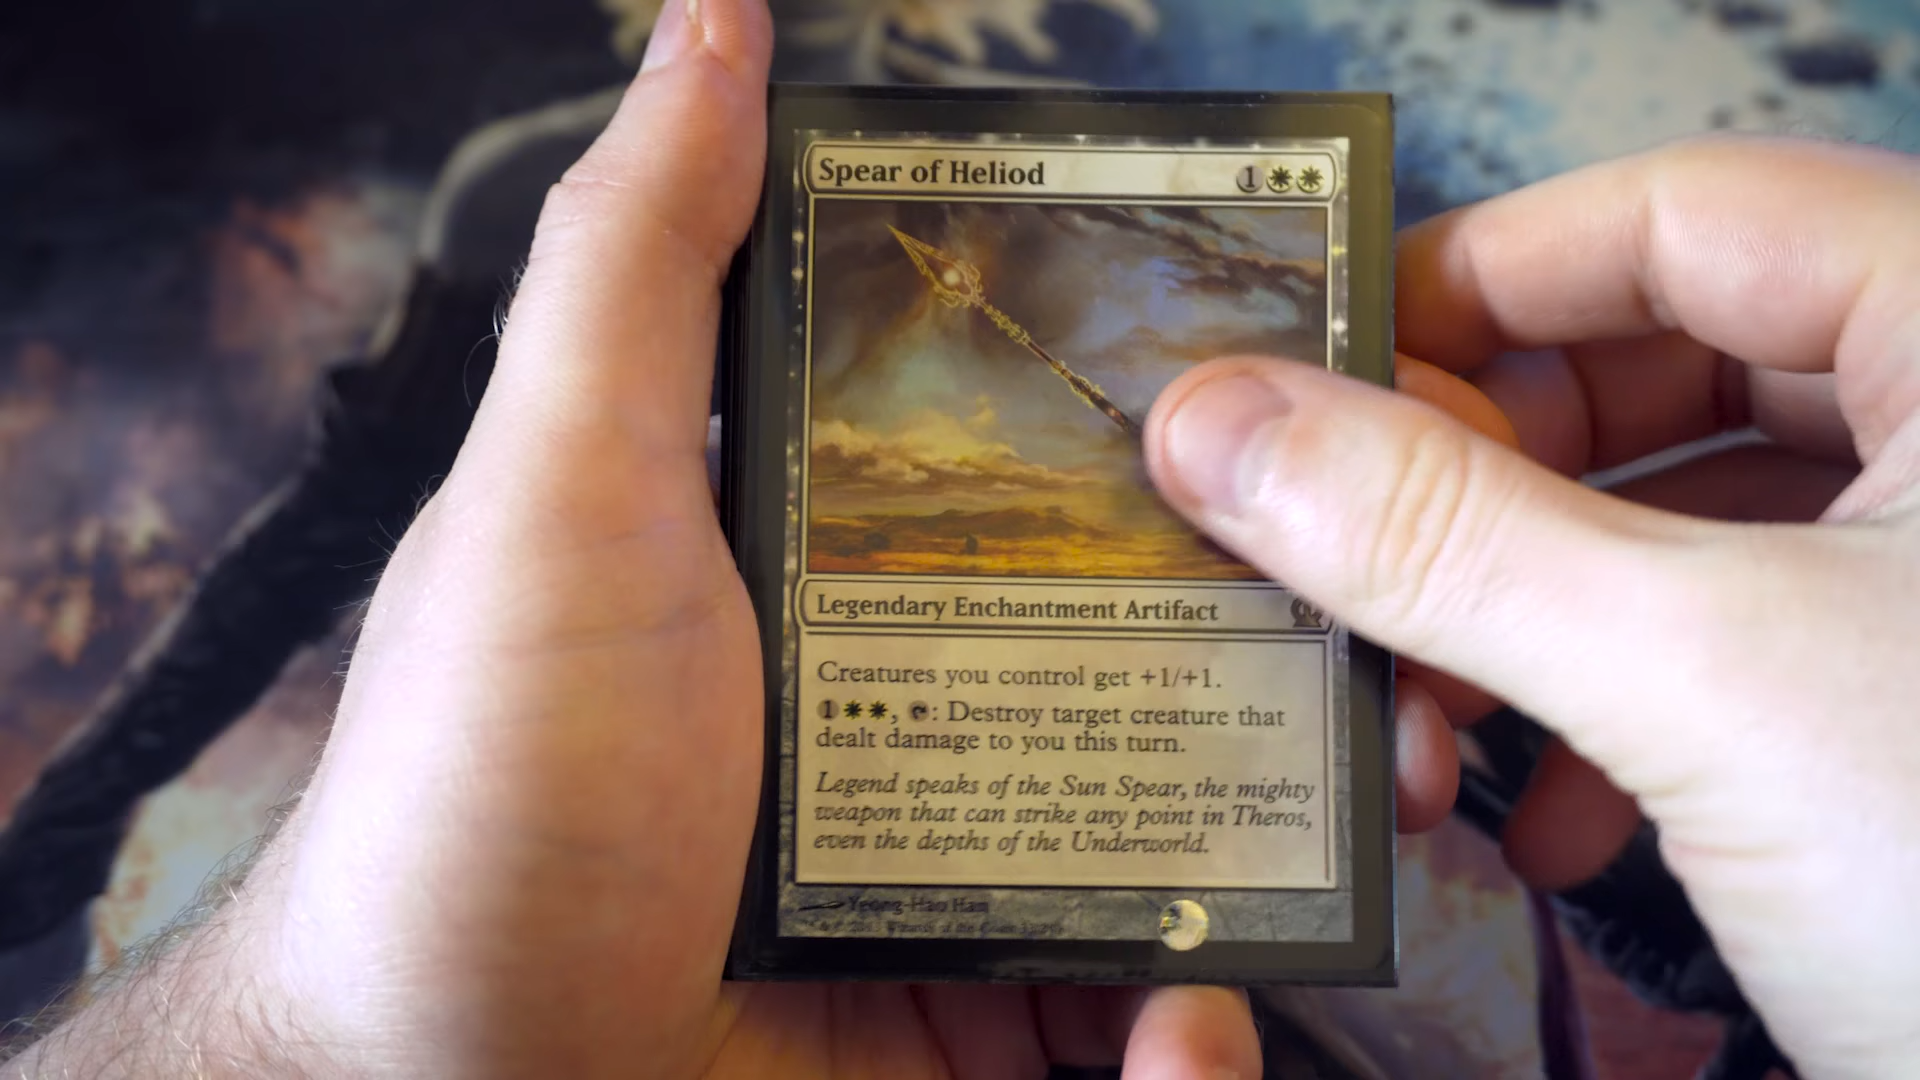 Spear of Heliod 1
Legendary Enchantment Artifact
Creatures you control get +1/+1.
1, : Destroy target creature that
dealt damage to you this turn.
Legend speaks of the Sun Spear, the mighty
weapon that can strike any point in Theros,
even the depths of the Underworld.
Yeong-Hao Han